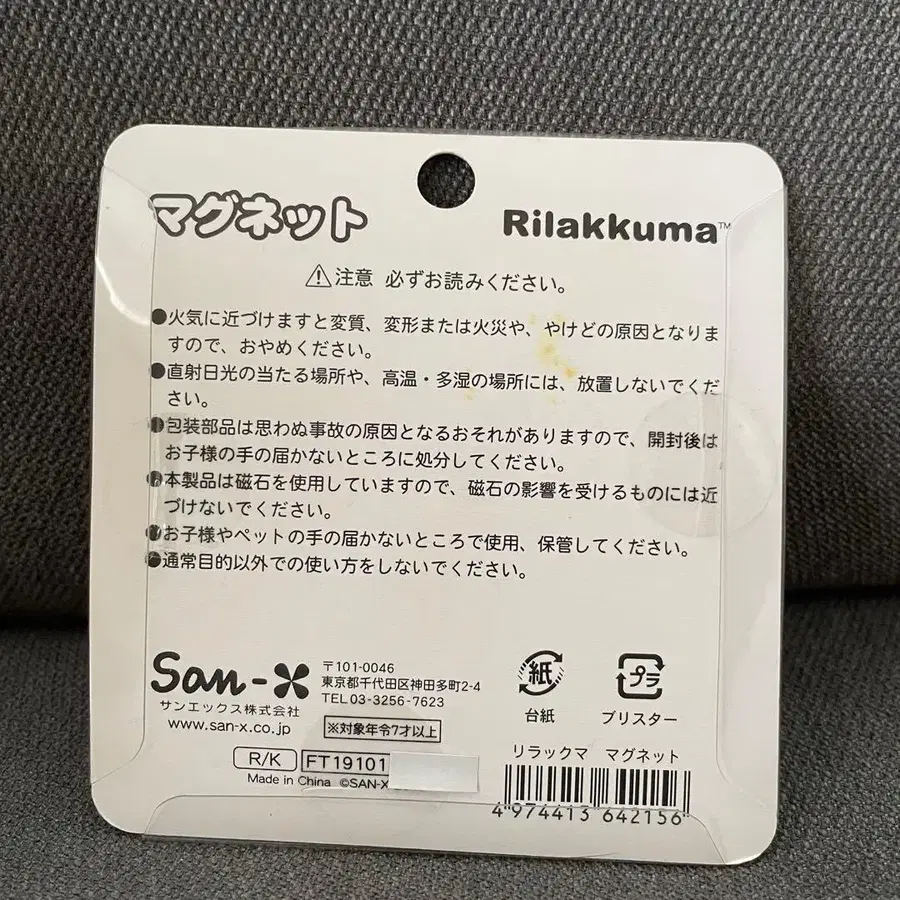 マグネット
Rilakkuma™
⚠注意 必ずお読みください。
●火気に近づけますと変質、変形または火災や、やけどの原因となりま
すので、おやめください。
●直射日光の当たる場所や、高温・多湿の場所には、放置しないでくだ
さい。
●包装部品は思わぬ事故の原因となるおそれがありますので、開封後は
お子様の手の届かないところに処分してください。
●本製品は磁石を使用していますので、磁石の影響を受けるものには近
づけないでください。
●お子様やペットの手の届かないところで使用、保管してください。
●通常目的以外での使い方をしないでください。
San-X
サンエックス株式会社
www.san-x.co.jp
〒101-0046
東京都千代田区神田多町2-4
TEL 03-3256-7623
※対象年令7才以上
紙
台紙
プラ
ブリスター
R/K
FT19101
Made in China ©SAN-X
リラックマ マグネット
4 974413 642156